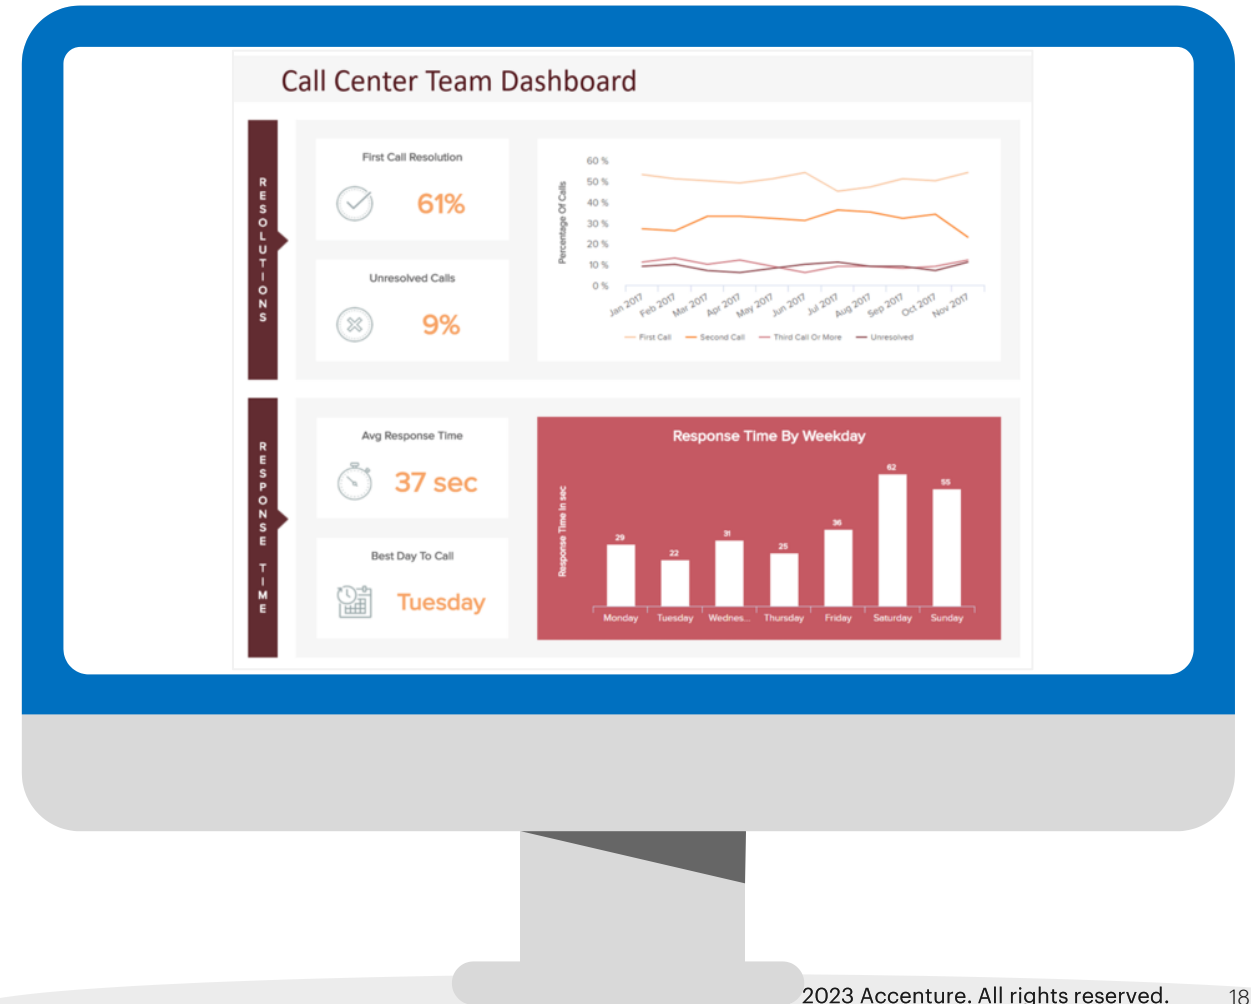 Call Center Team Dashboard
RESOLUTIONS
First Call Resolution
61%
Unresolved Calls
9%
Percentage Of Calls
60 %
50 %
40 %
30 %
20 %
10 %
0 %
Jan 2017
Feb 2017
Mar 2017
Apr 2017
May 2017
Jun 2017
Jul 2017
Aug 2017
Sep 2017
Oct 2017
Nov 2017
First Call Second Call Third Call Or More Unresolved
RESPONSE TIME
Avg Response Time
37 sec
Best Day To Call
Tuesday
Response Time By Weekday
Response Time In sec
29
22
31
25
36
62
55
Monday Tuesday Wednes... Thursday Friday Saturday Sunday
2023 Accenture. All rights reserved. 18